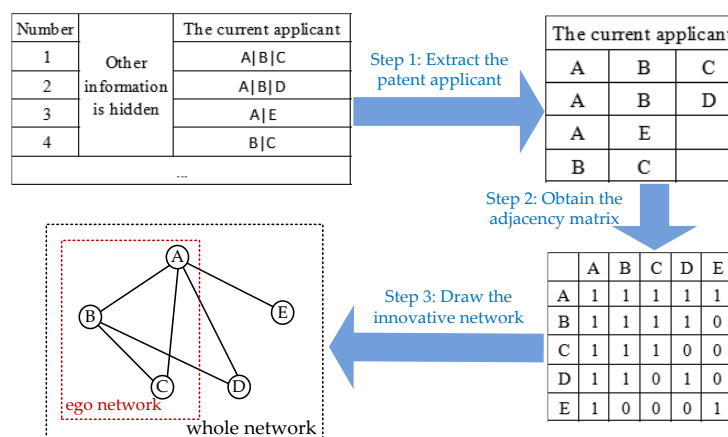 Number The current applicant
1 A|B|C
Other
2 A|B|D
information
is hidden
3 A|E
4 B|C
...
Step 1: Extract the
patent applicant
The current applicant
A B C
A B D
A E
B C
Step 2: Obtain the
adjacency matrix
A B C D E
A 1 1 1 1 1
B 1 1 1 1 0
C 1 1 1 0 0
D 1 1 0 1 0
E 1 0 0 0 1
Step 3: Draw the
innovative network
A
B
E
C
D
ego network
whole network